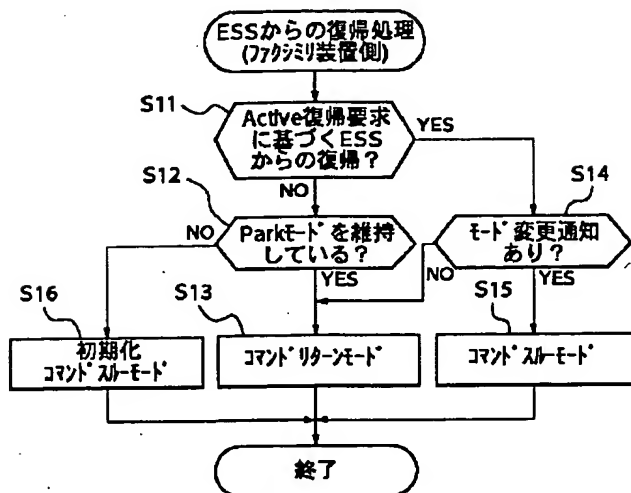 ESSからの復帰処理
(ファクシミリ装置側)
S11
Active復帰要求
に基づくESS
からの復帰?
YES
NO
S12
Parkモードを維持
している?
NO
YES
S14
モード変更通知
あり?
NO
YES
S16
初期化
コマンドスルーモード
S13
コマンドリターンモード
S15
コマンドスルーモード
終了